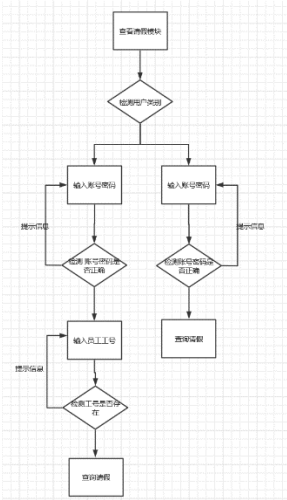 查看请假模块
检测用户类别
输入账号密码
输入账号密码
提示信息
提示信息
检测 账号密码是
否正确
检测账号密码是
否正确
输入员工工号
查询请假
提示信息
检测工号是否存
在
查询请假